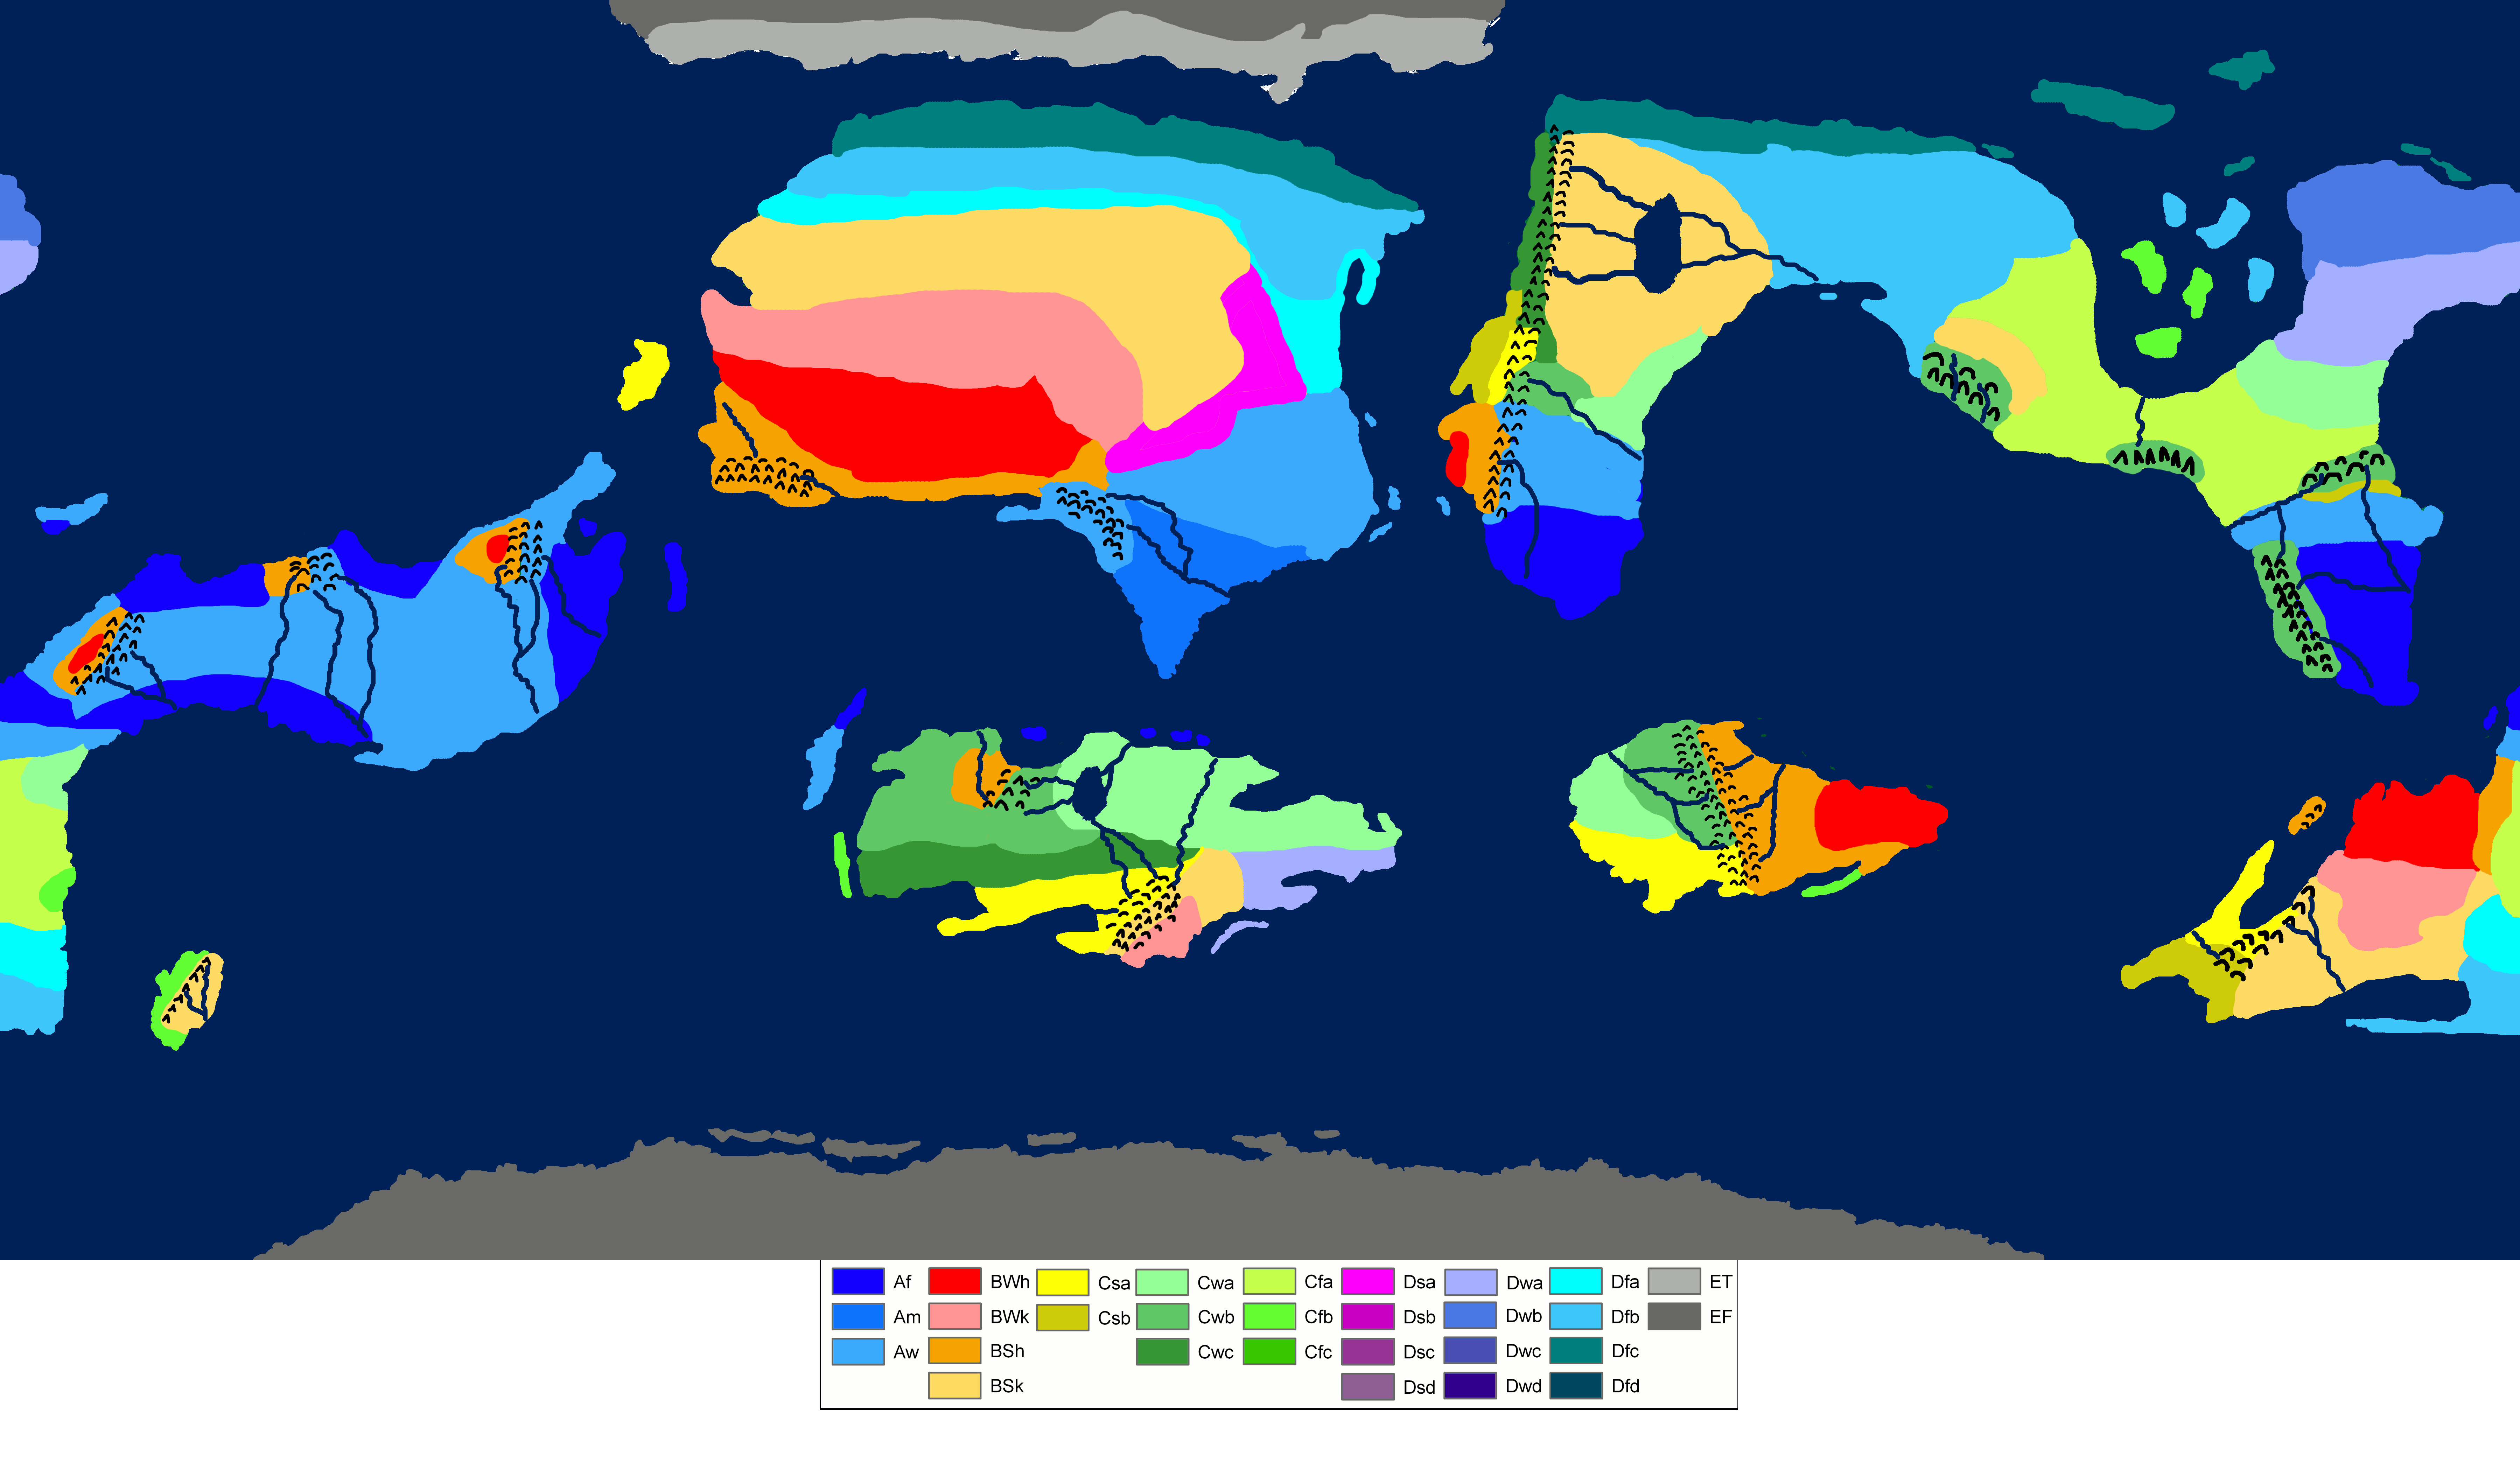 Af BWh Csa Cwa Cfa Dsa Dwa Dfa ET
Am BWk Csb Cwb Cfb Dsb Dwb Dfb EF
Aw BSh Cwc Cfc Dsc Dwc Dfc
BSk Dsd Dwd Dfd